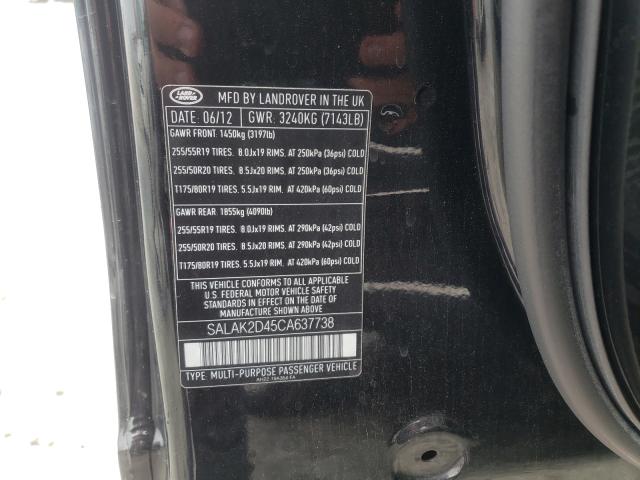 LAND ROVER
MFD BY LANDROVER IN THE UK
DATE: 06/12 GWR: 3240KG (7143LB)
GAWR FRONT: 1450kg (3197lb)
255/55R19 TIRES. 8.0Jx19 RIMS. AT 250kPa (36psi) COLD
255/50R20 TIRES. 8.5Jx20 RIMS. AT 250kPa (36psi) COLD
T175/80R19 TIRES. 5.5Jx19 RIM. AT 420kPa (60psi) COLD
GAWR REAR: 1855kg (4090lb)
255/55R19 TIRES. 8.0Jx19 RIMS. AT 290kPa (42psi) COLD
255/50R20 TIRES. 8.5Jx20 RIMS. AT 290kPa (42psi) COLD
T175/80R19 TIRES. 5.5Jx19 RIM. AT 420kPa (60psi) COLD
THIS VEHICLE CONFORMS TO ALL APPLICABLE
U.S. FEDERAL MOTOR VEHICLE SAFETY
STANDARDS IN EFFECT ON THE DATE OF
MANUFACTURE SHOWN ABOVE
SALAK2D45CA637738
TYPE: MULTI-PURPOSE PASSENGER VEHICLE